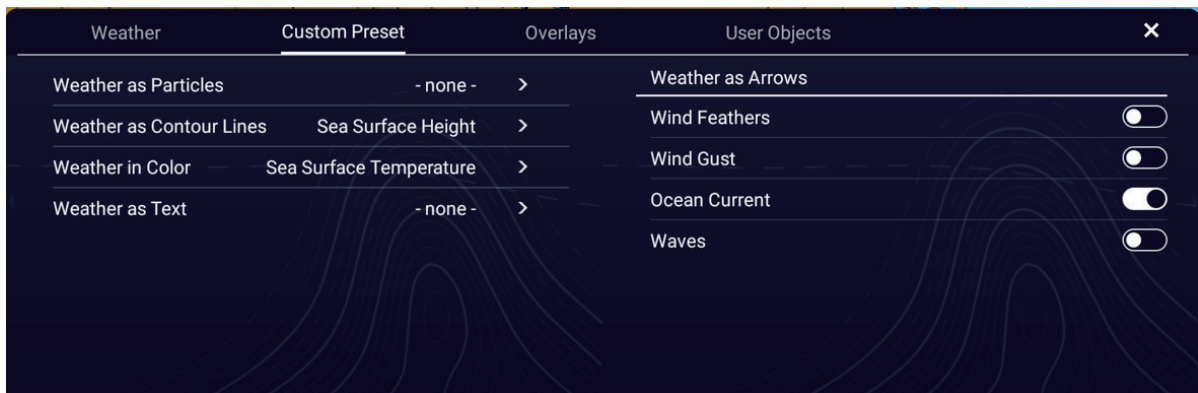 Weather Custom Preset Overlays User Objects ×
Weather as Particles - none - >
Weather as Contour Lines Sea Surface Height >
Weather in Color Sea Surface Temperature >
Weather as Text - none - >
Weather as Arrows
Wind Feathers
Wind Gust
Ocean Current
Waves